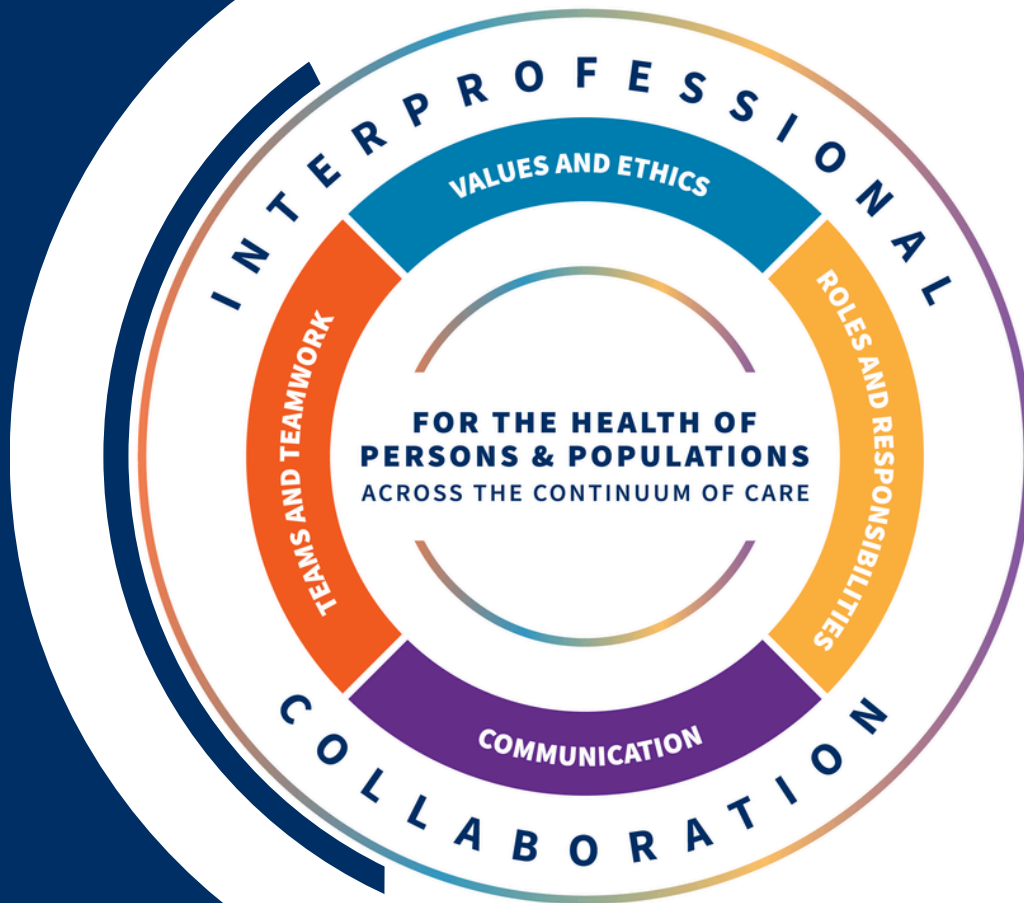 INTERPROFESSIONAL
VALUES AND ETHICS
ROLES AND RESPONSIBILITIES
TEAMS AND TEAMWORK
FOR THE HEALTH OF
PERSONS & POPULATIONS
ACROSS THE CONTINUUM OF CARE
COMMUNICATION
COLLABORATION